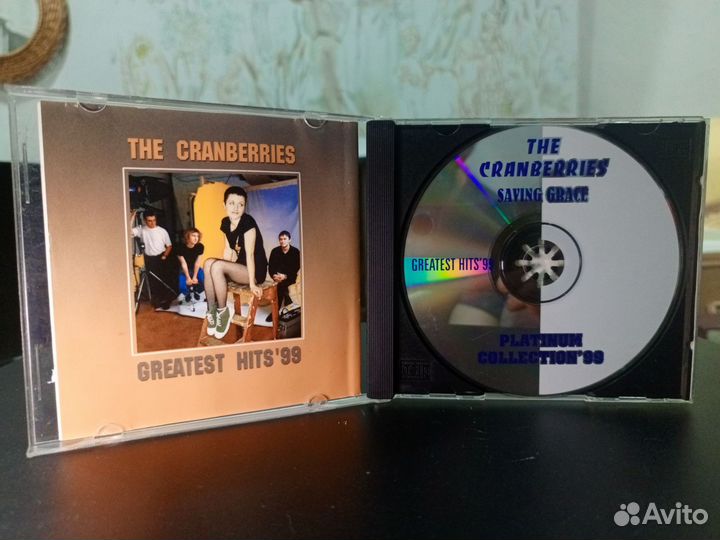 THE CRANBERRIES
GREATEST HITS'99
THE
CRANBERRIES
SAVING GRACE
GREATEST HITS'99
PLATINUM
COLLECTION'99
Avito